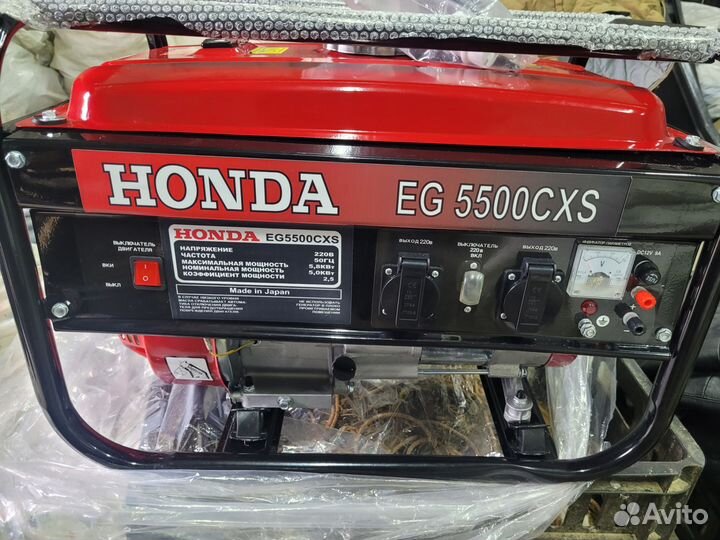 HONDA EG 5500CXS
ВЫКЛЮЧАТЕЛЬ
ДВИГАТЕЛЯ
ВКИ
ВЫКЛ
HONDA EG5500CXS
НАПРЯЖЕНИЕ 220В
ЧАСТОТА 50ГЦ
МАКСИМАЛЬНАЯ МОЩНОСТЬ 5,8КВт
НОМИНАЛЬНАЯ МОЩНОСТЬ 5,0КВт
КОЭФФИЦИЕНТ МОЩНОСТИ 2,5
Made in Japan
ВЫХОД 220в
ВЫКЛЮЧАТЕЛЬ
220в
ВКЛ
ВЫХОД 220в
DC12V 8A
V
Avito